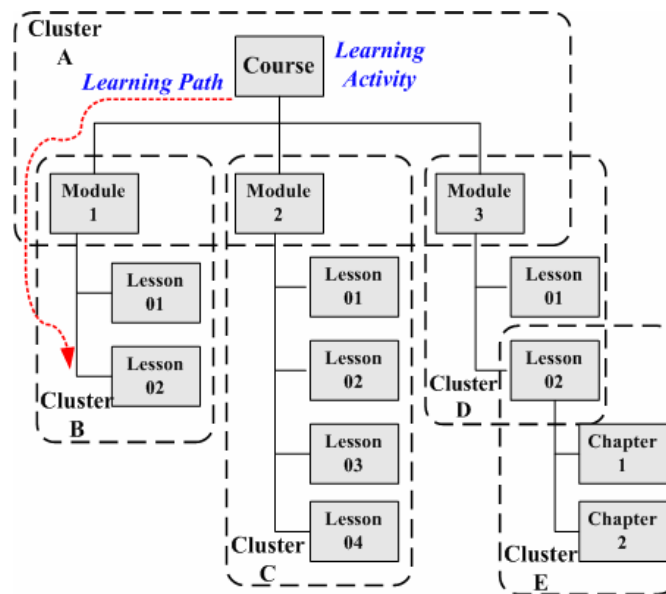 Cluster
A
Course
Learning
Activity
Learning Path
Module
1
Module
2
Module
3
Lesson
01
Lesson
02
Cluster
B
Lesson
01
Lesson
02
Lesson
03
Lesson
04
Cluster
C
Lesson
01
Lesson
02
Cluster
D
Chapter
1
Chapter
2
Cluster
E